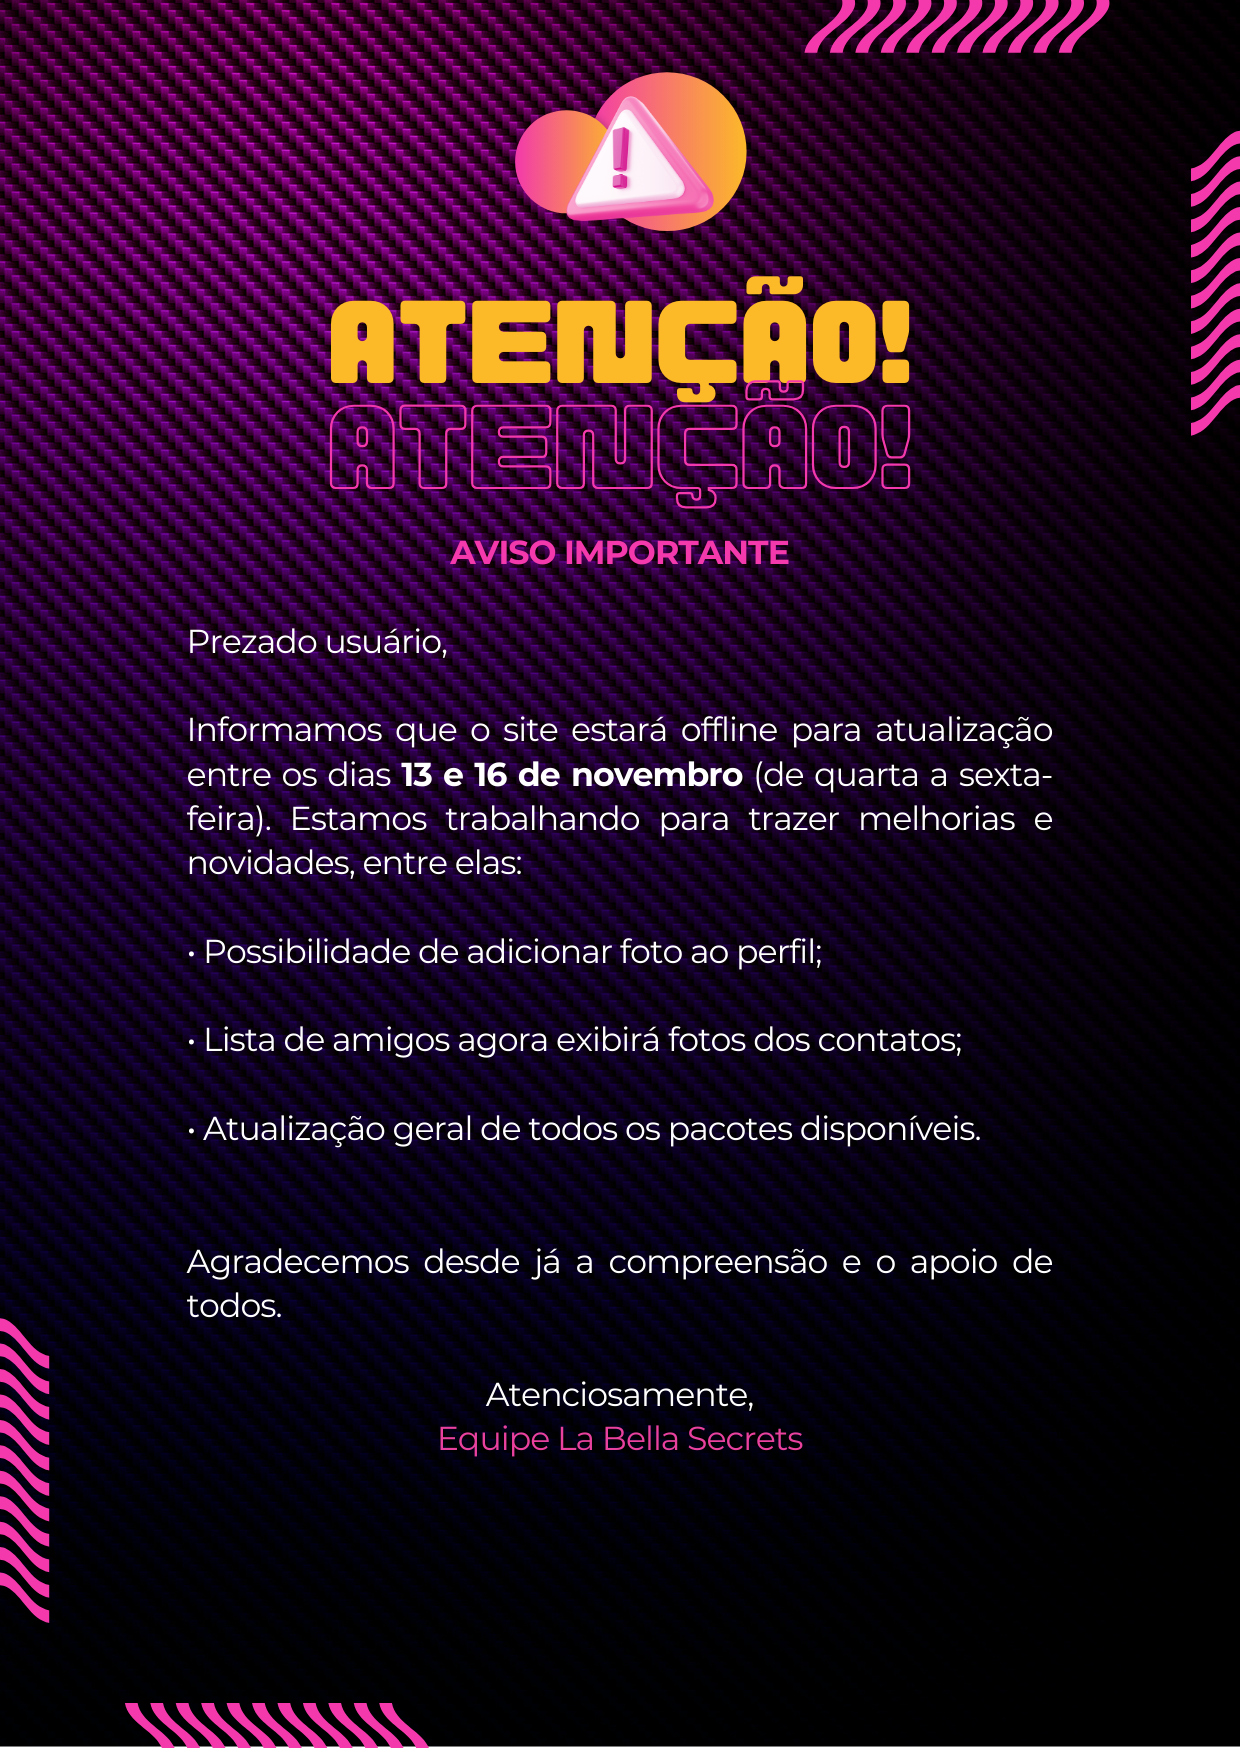 ATENÇÃO!
ATENÇÃO!
AVISO IMPORTANTE
Prezado usuário,
Informamos que o site estará offline para atualização
entre os dias 13 e 16 de novembro (de quarta a sexta-
feira). Estamos trabalhando para trazer melhorias e
novidades, entre elas:
• Possibilidade de adicionar foto ao perfil;
• Lista de amigos agora exibirá fotos dos contatos;
• Atualização geral de todos os pacotes disponíveis.
Agradecemos desde já a compreensão e o apoio de
todos.
Atenciosamente,
Equipe La Bella Secrets